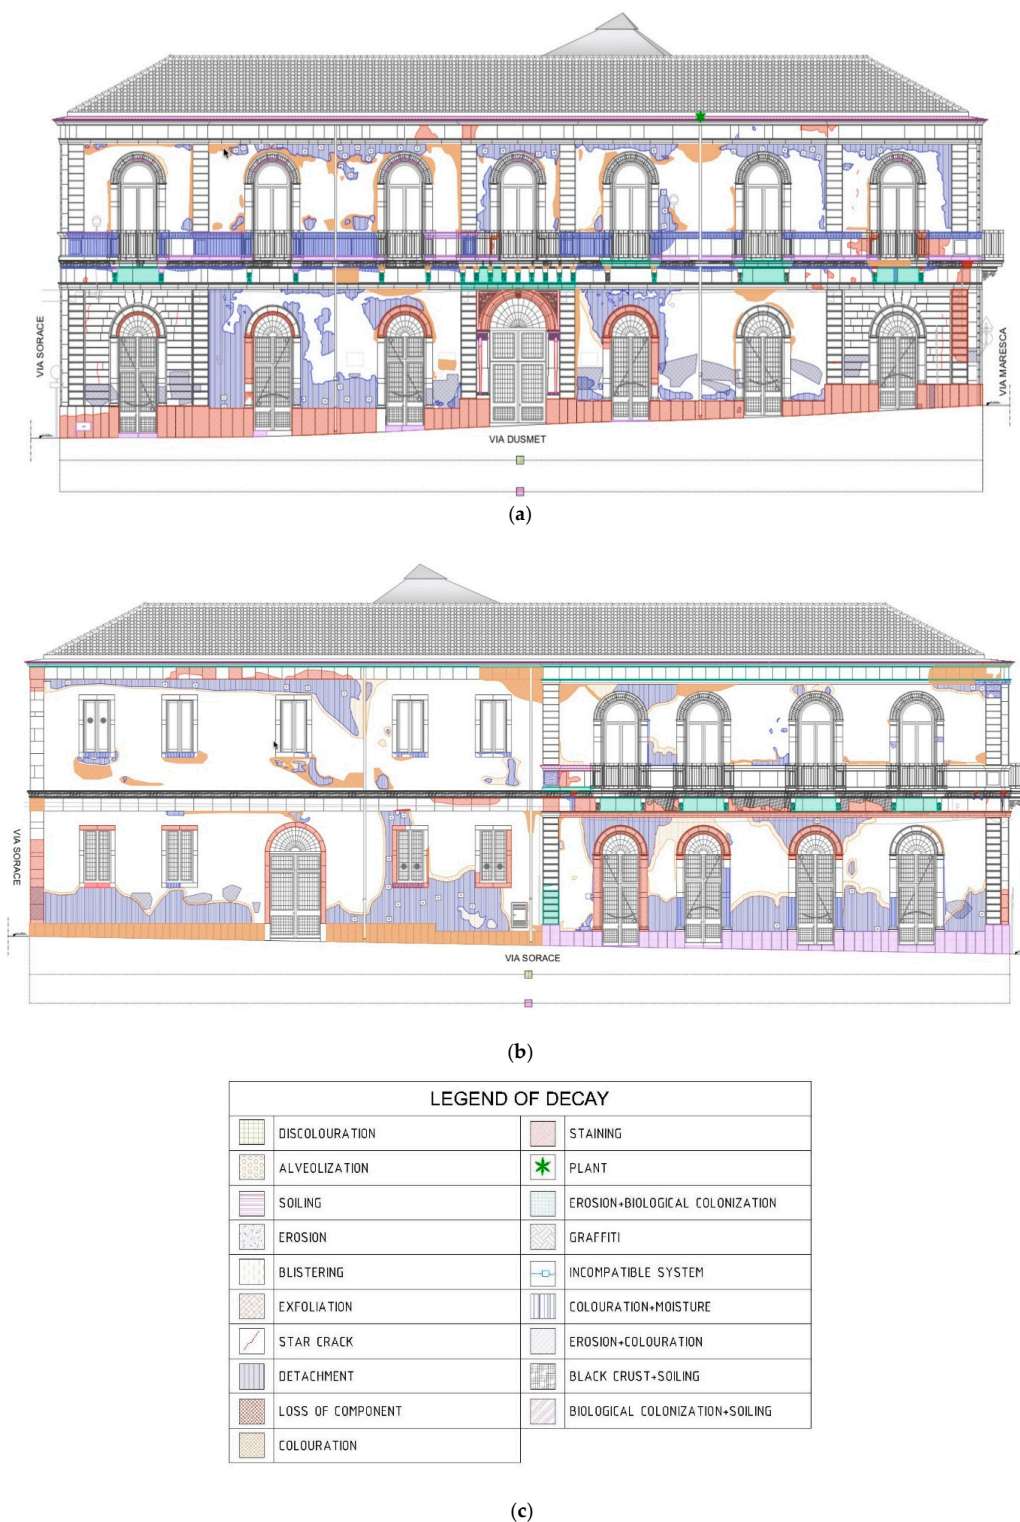 VIA SORACE
VIA MARESCA
VIA DUSMET
(a)
VIA SORACE
VIA SORACE
(b)
LEGEND OF DECAY
DISCOLOURATION
STAINING
ALVEOLIZATION
PLANT
SOILING
EROSION+BIOLOGICAL COLONIZATION
EROSION
GRAFFITI
BLISTERING
INCOMPATIBLE SYSTEM
EXFOLIATION
COLOURATION+MOISTURE
STAR CRACK
EROSION+COLOURATION
DETACHMENT
BLACK CRUST+SOILING
LOSS OF COMPONENT
BIOLOGICAL COLONIZATION+SOILING
COLOURATION
(c)